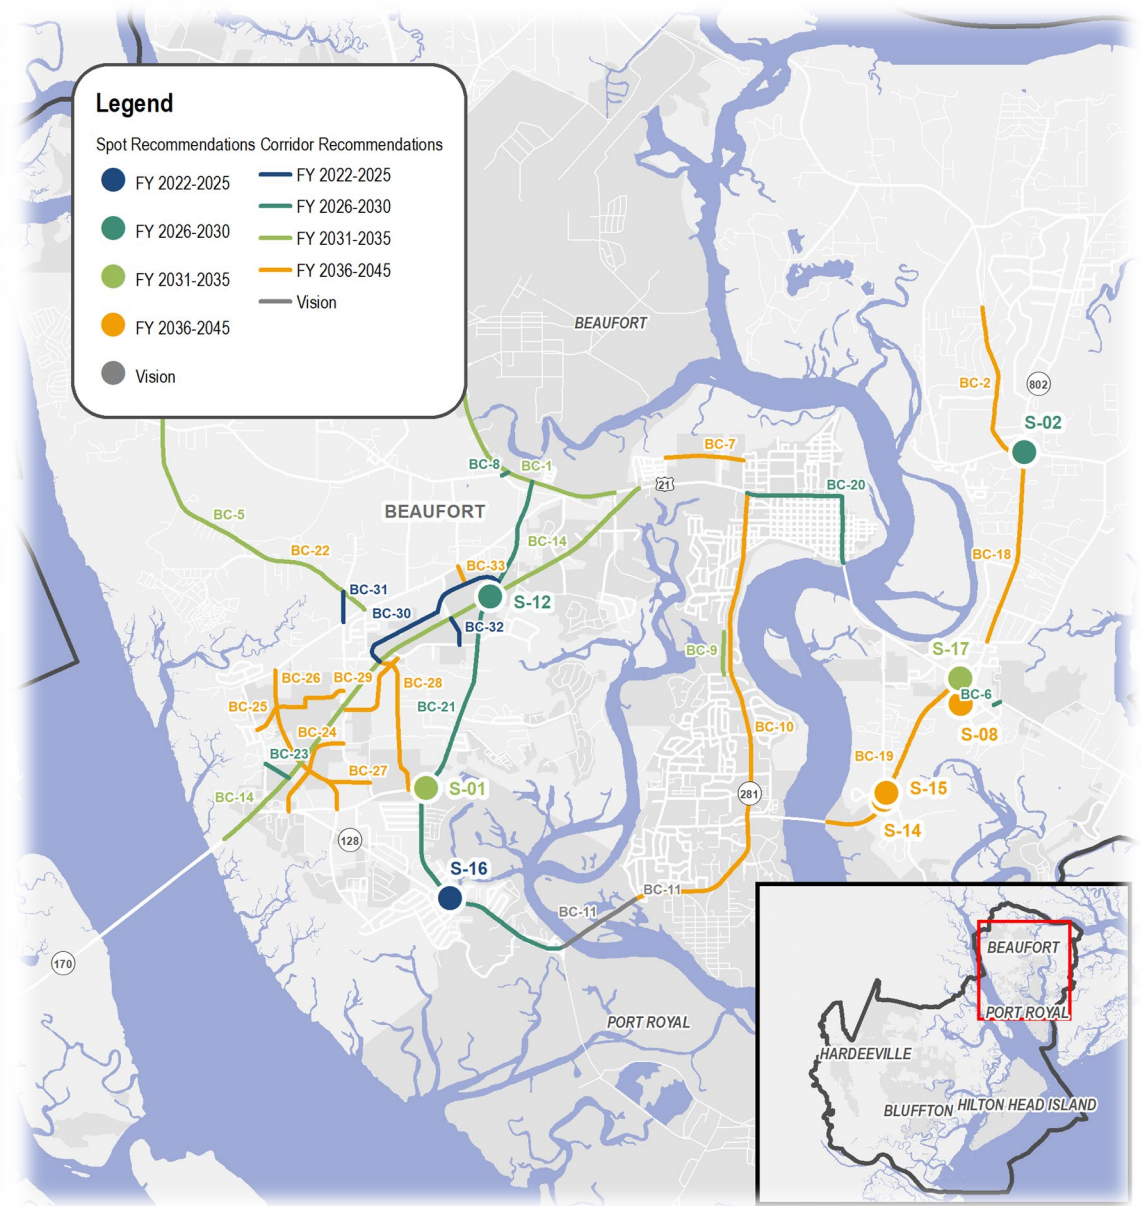 Legend
Spot Recommendations
Corridor Recommendations
FY 2022-2025
FY 2026-2030
FY 2031-2035
FY 2036-2045
Vision
FY 2022-2025
FY 2026-2030
FY 2031-2035
FY 2036-2045
Vision
BEAUFORT
BC-2
802
S-02
BC-7
BC-8
BC-1
21
BC-20
BEAUFORT
BC-5
BC-14
BC-22
BC-18
BC-33
BC-31
S-12
BC-30
BC-32
BC-9
S-17
BC-26
BC-29
BC-28
BC-6
BC-25
BC-21
S-08
BC-24
BC-10
BC-23
BC-19
BC-27
S-01
S-15
BC-14
281
S-14
128
S-16
BC-11
BC-11
170
PORT ROYAL
BEAUFORT
PORT ROYAL
HARDEEVILLE
BLUFFTON
HILTON HEAD ISLAND